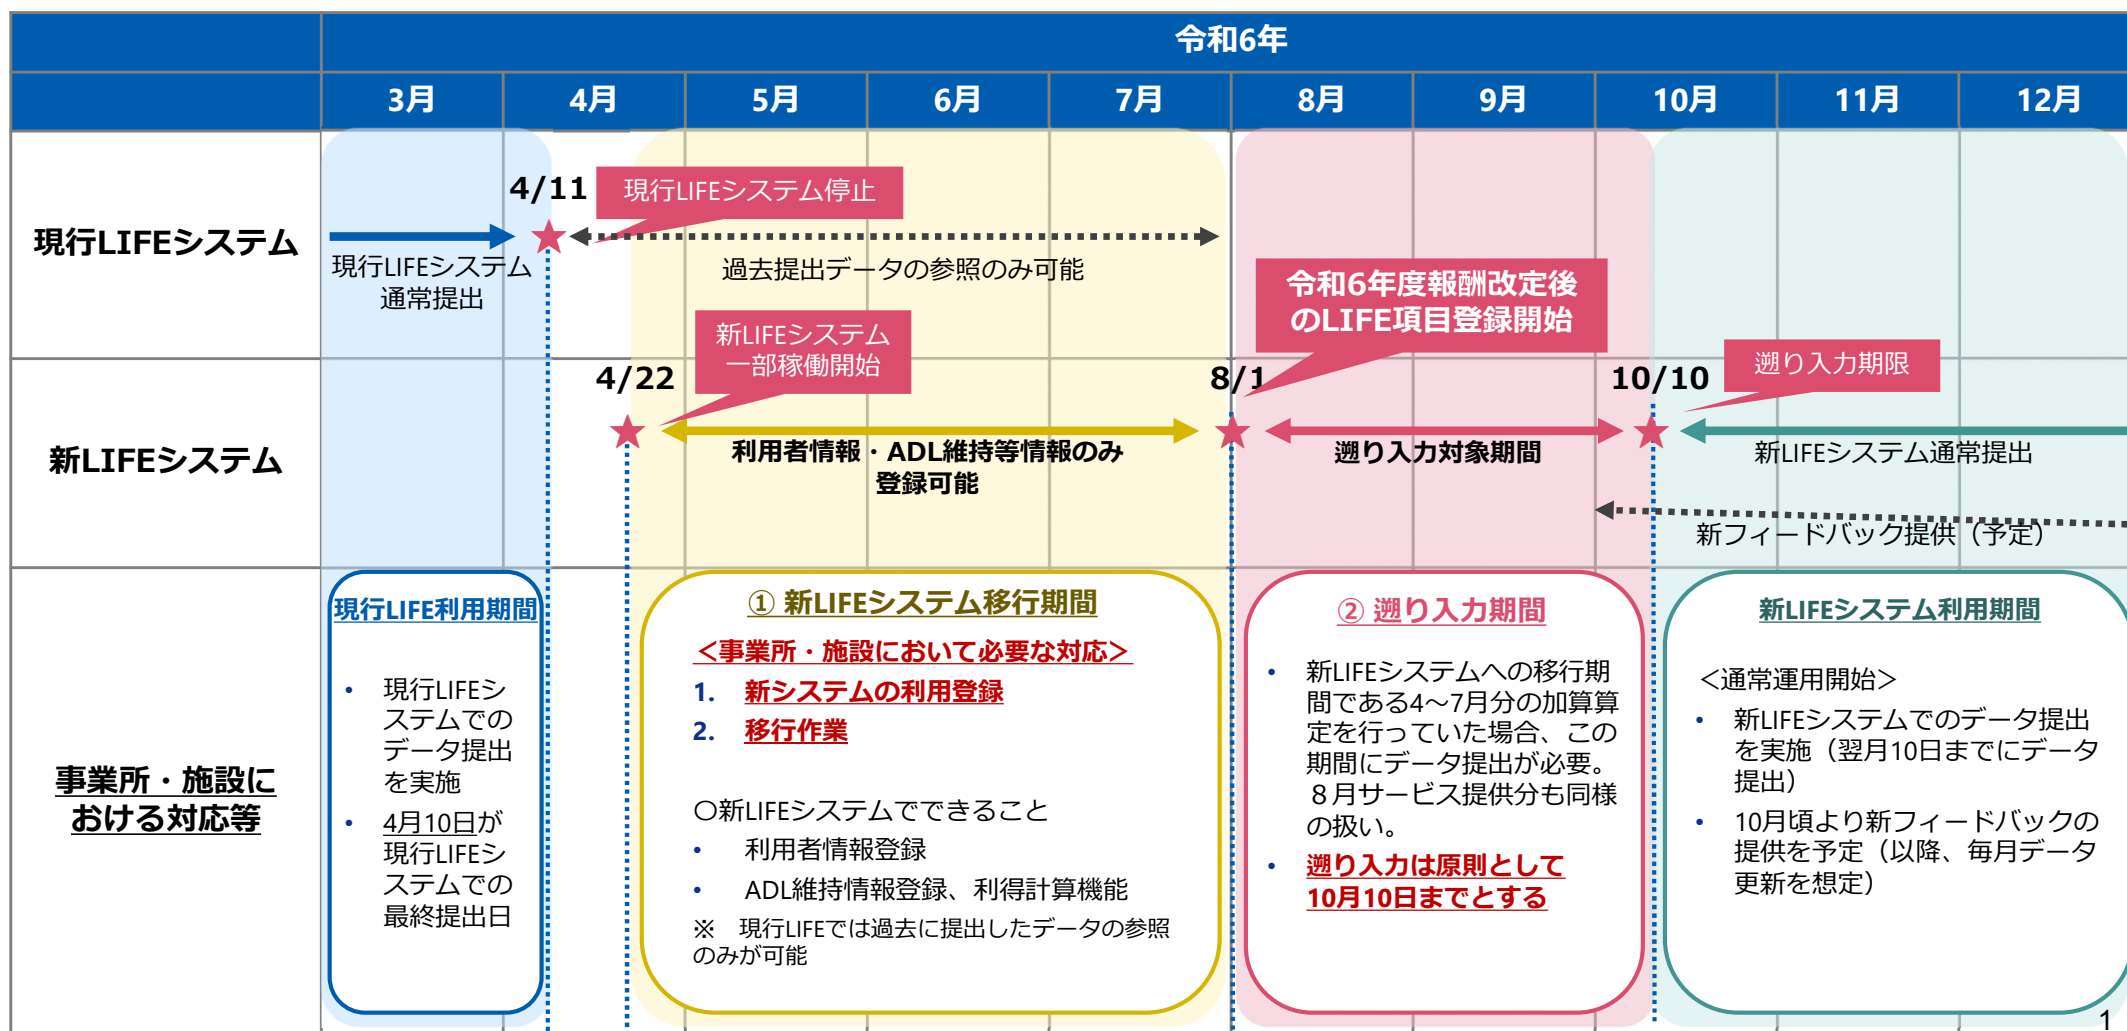 令和6年
3月
4月
5月
6月
7月
8月
9月
10月
11月
12月
現行LIFEシステム
4/11
現行LIFEシステム停止
現行LIFEシステム
通常提出
過去提出データの参照のみ可能
新LIFEシステム
4/22
新LIFEシステム
一部稼働開始
利用者情報・ADL維持等情報のみ
登録可能
8/1
令和6年度報酬改定後
のLIFE項目登録開始
遡り入力対象期間
10/10
遡り入力期限
新LIFEシステム通常提出
新フィードバック提供（予定）
事業所・施設に
おける対応等
現行LIFE利用期間
• 現行LIFEシ
ステムでの
データ提出
を実施
• 4月10日が
現行LIFEシ
ステムでの
最終提出日
① 新LIFEシステム移行期間
＜事業所・施設において必要な対応＞
1. 新システムの利用登録
2. 移行作業
〇新LIFEシステムでできること
• 利用者情報登録
• ADL維持情報登録、利得計算機能
※　現行LIFEでは過去に提出したデータの参照
のみが可能
② 遡り入力期間
• 新LIFEシステムへの移行期
間である4～7月分の加算算
定を行っていた場合、この
期間にデータ提出が必要。
８月サービス提供分も同様
の扱い。
• 遡り入力は原則として
10月10日までとする
新LIFEシステム利用期間
＜通常運用開始＞
• 新LIFEシステムでのデータ提出
を実施（翌月10日までにデータ
提出）
• 10月頃より新フィードバックの
提供を予定（以降、毎月データ
更新を想定）
1